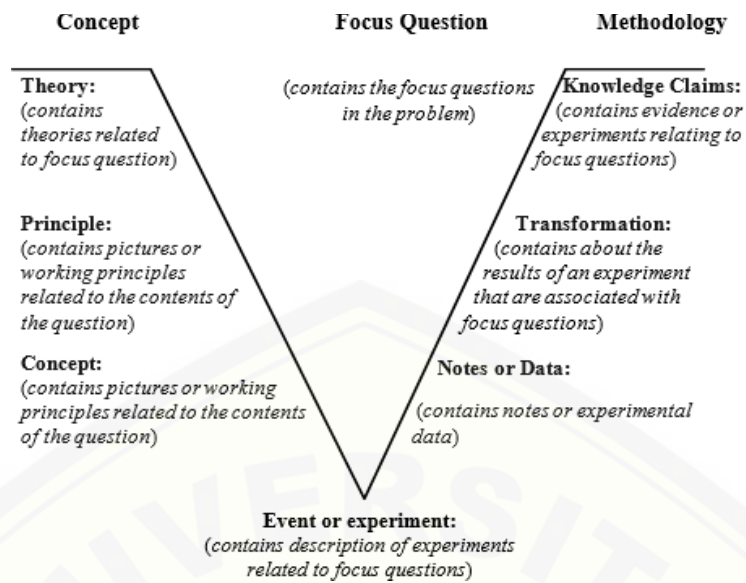 Concept
Focus Question
Methodology
Theory:
(contains
theories related
to focus question)
Principle:
(contains pictures or
working principles
related to the contents of
the question)
Concept:
(contains pictures or working
principles related to the contents
of the question)
(contains the focus questions
in the problem)
Knowledge Claims:
(contains evidence or
experiments relating to
focus questions)
Transformation:
(contains about the
results of an experiment
that are associated with
focus questions)
Notes or Data:
(contains notes or experimental
data)
Event or experiment:
(contains description of experiments
related to focus questions)
UNIVERSIT